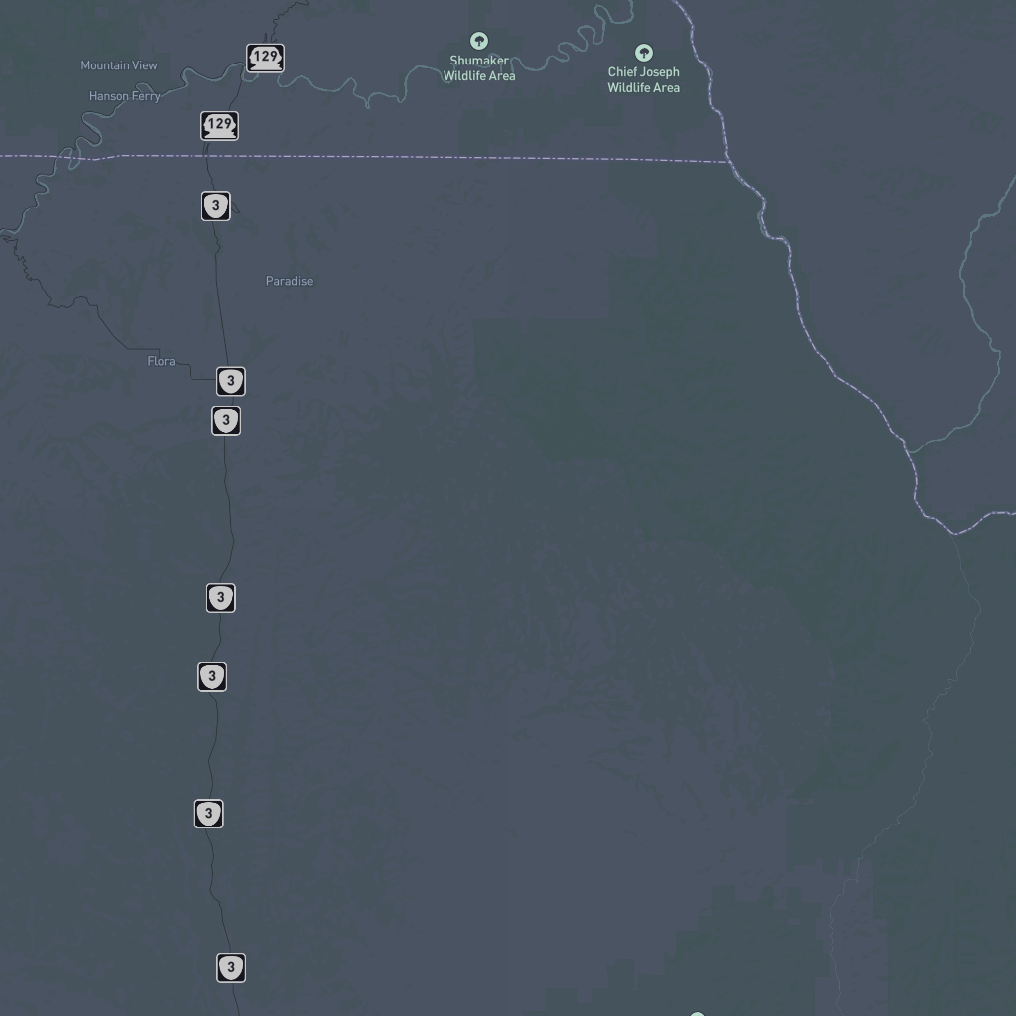 129
Shumaker
Wildlife Area
Chief Joseph
Wildlife Area
Mountain View
Hanson Ferry
129
3
Paradise
Flora
3
3
3
3
3
3